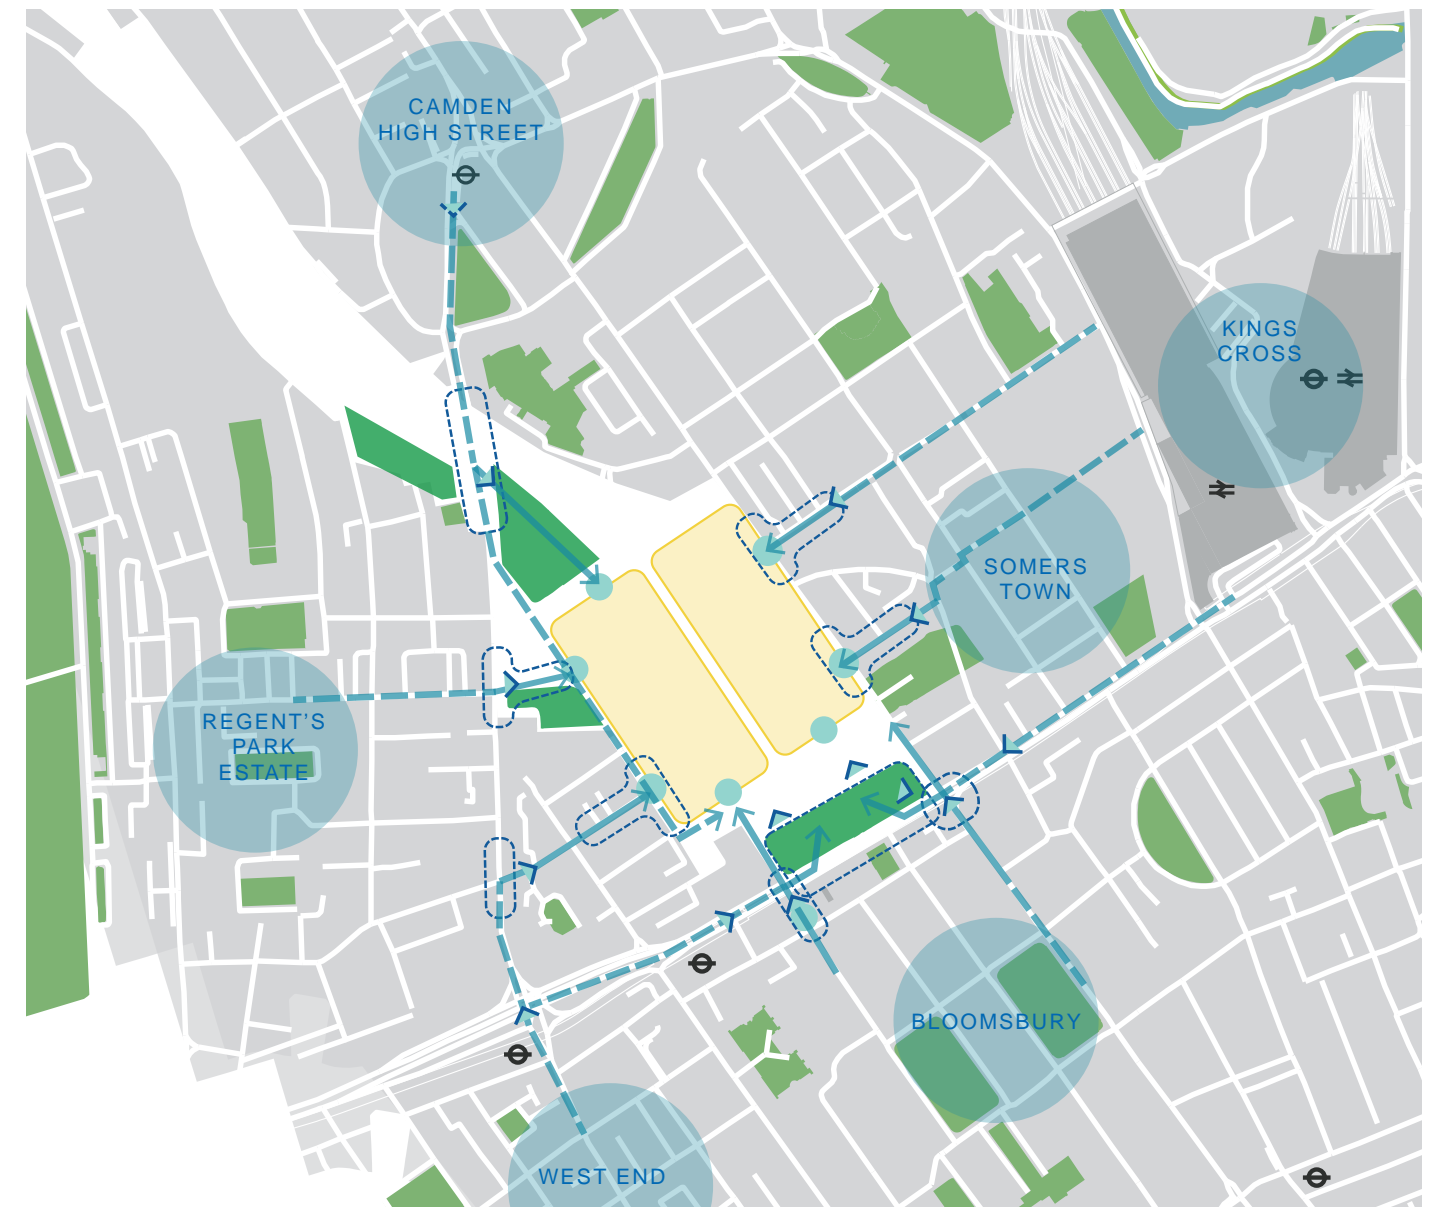 CAMDEN
HIGH STREET
KINGS
CROSS
SOMERS
TOWN
REGENT'S
PARK
ESTATE
BLOOMSBURY
WEST END